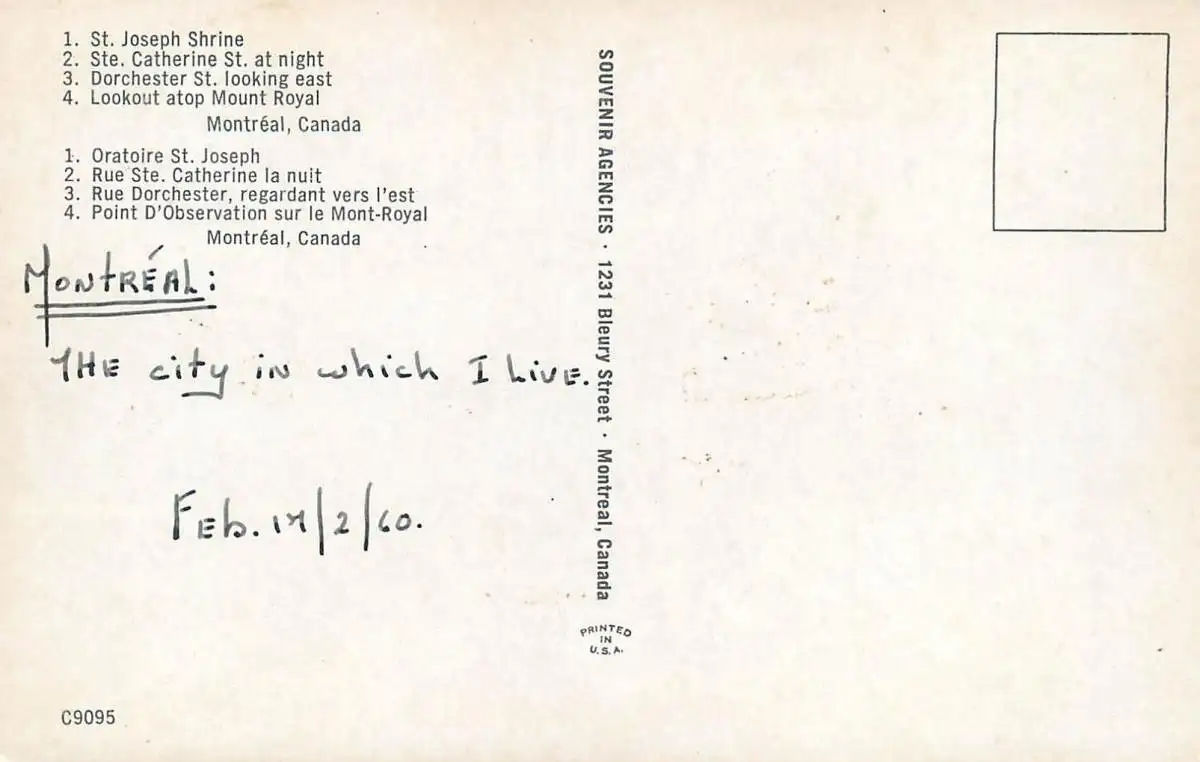 1. St. Joseph Shrine
2. Ste. Catherine St. at night
3. Dorchester St. looking east
4. Lookout atop Mount Royal
Montréal, Canada
1. Oratoire St. Joseph
2. Rue Ste. Catherine la nuit
3. Rue Dorchester, regardant vers l'est
4. Point D'Observation sur le Mont-Royal
Montréal, Canada
MONTRÉAL:
THE city in which I LIVE.
FEB. 17/2/60.
C9095
SOUVENIR AGENCIES · 1231 Bleury Street · Montreal, Canada
PRINTED
IN
U.S.A.